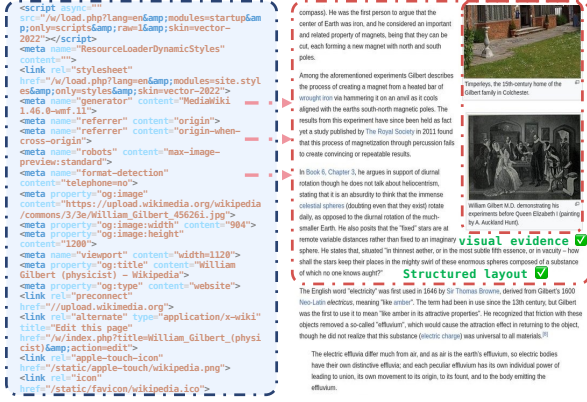 <script async=""
src="/w/load.php?lang=en&amp;modules=startup&am
p;only=scripts&amp;raw=1&amp;skin=vector-
2022"></script>
<meta name="ResourceLoaderDynamicStyles"
content="">
<link rel="stylesheet"
href="/w/load.php?lang=en&amp;modules=site.styl
es&amp;only=styles&amp;skin=vector-2022">
<meta name="generator" content="MediaWiki
1.46.0-wmf.11">
<meta name="referrer" content="origin">
<meta name="referrer" content="origin-when-
cross-origin">
<meta name="robots" content="max-image-
preview:standard">
<meta name="format-detection"
content="telephone=no">
<meta property="og:image"
content="https://upload.wikimedia.org/wikipedia
/commons/3/3e/William_Gilbert_45626i.jpg">
<meta property="og:image:width" content="904">
<meta property="og:image:height"
content="1200">
<meta name="viewport" content="width=1120">
<meta property="og:title" content="William
Gilbert (physicist) – Wikipedia">
<meta property="og:type" content="website">
<link rel="preconnect"
href="//upload.wikimedia.org">
<link rel="alternate" type="application/x-wiki"
title="Edit this page"
href="/w/index.php?title=William_Gilbert_(physi
cist)&amp;action=edit">
<link rel="apple-touch-icon"
href="/static/apple-touch/wikipedia.png">
<link rel="icon"
href="/static/favicon/wikipedia.ico">
compass). He was the first person to argue that the
center of Earth was iron, and he considered an important
and related property of magnets, being that they can be
cut, each forming a new magnet with north and south
poles.
Among the aforementioned experiments Gilbert describes
the process of creating a magnet from a heated bar of
wrought iron via hammering it on an anvil as it cools
aligned with the earths south-north magnetic poles. The
results from this experiment have since been held as fact
yet a study published by The Royal Society in 2011 found
that this process of magnetization through percussion fails
to create convincing or repeatable results.
In Book 6, Chapter 3, he argues in support of diurnal
rotation though he does not talk about heliocentrism,
stating that it is an absurdity to think that the immense
celestial spheres (doubting even that they exist) rotate
daily, as opposed to the diurnal rotation of the much-
smaller Earth. He also posits that the "fixed" stars are at
remote variable distances rather than fixed to an imaginary
sphere. He states that, situated "in thinnest aether, or in the most subtle fifth essence, or in vacuity – how
shall the stars keep their places in the mighty swirl of these enormous spheres composed of a substance
of which no one knows aught?"
Timperleys, the 15th-century home of the
Gilbert family in Colchester.
William Gilbert M.D. demonstrating his
experiments before Queen Elizabeth I (painting
by A. Auckland Hunt).
visual evidence ✅
Structured layout ✅
The English word "electricity" was first used in 1646 by Sir Thomas Browne, derived from Gilbert's 1600
Neo-Latin electricus, meaning "like amber". The term had been in use since the 13th century, but Gilbert
was the first to use it to mean "like amber in its attractive properties". He recognized that friction with these
objects removed a so-called "effluvium", which would cause the attraction effect in returning to the object,
though he did not realize that this substance (electric charge) was universal to all materials.[8]
The electric effluvia differ much from air, and as air is the earth's effluvium, so electric bodies
have their own distinctive effluvia; and each peculiar effluvium has its own individual power of
leading to union, its own movement to its origin, to its fount, and to the body emitting the
effluvium.